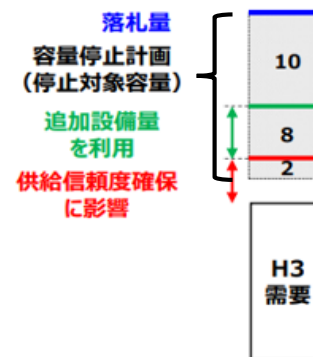 落札量
容量停止計画
（停止対象容量）
追加設備量
を利用
供給信頼度確保
に影響
10
8
2
H3
需要